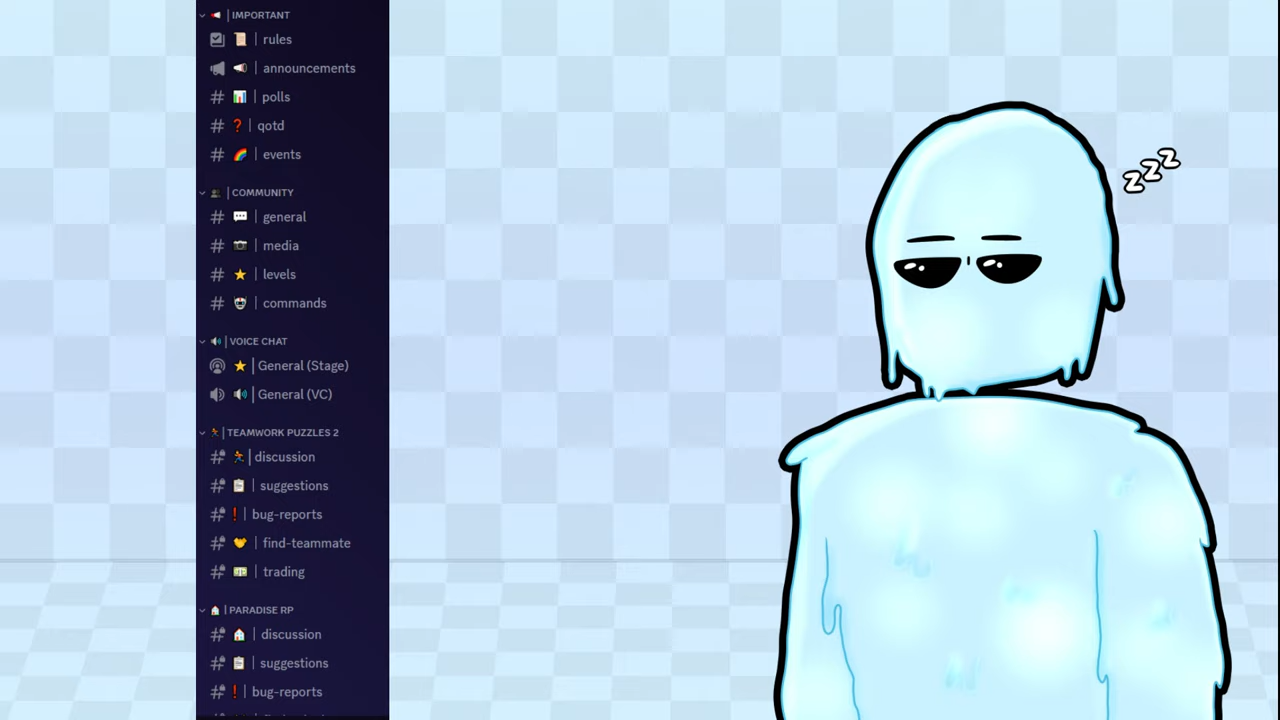 IMPORTANT
rules
announcements
polls
qotd
events
COMMUNITY
general
media
levels
commands
VOICE CHAT
General (Stage)
General (VC)
TEAMWORK PUZZLES 2
discussion
suggestions
bug-reports
find-teammate
trading
PARADISE RP
discussion
suggestions
bug-reports
zzz